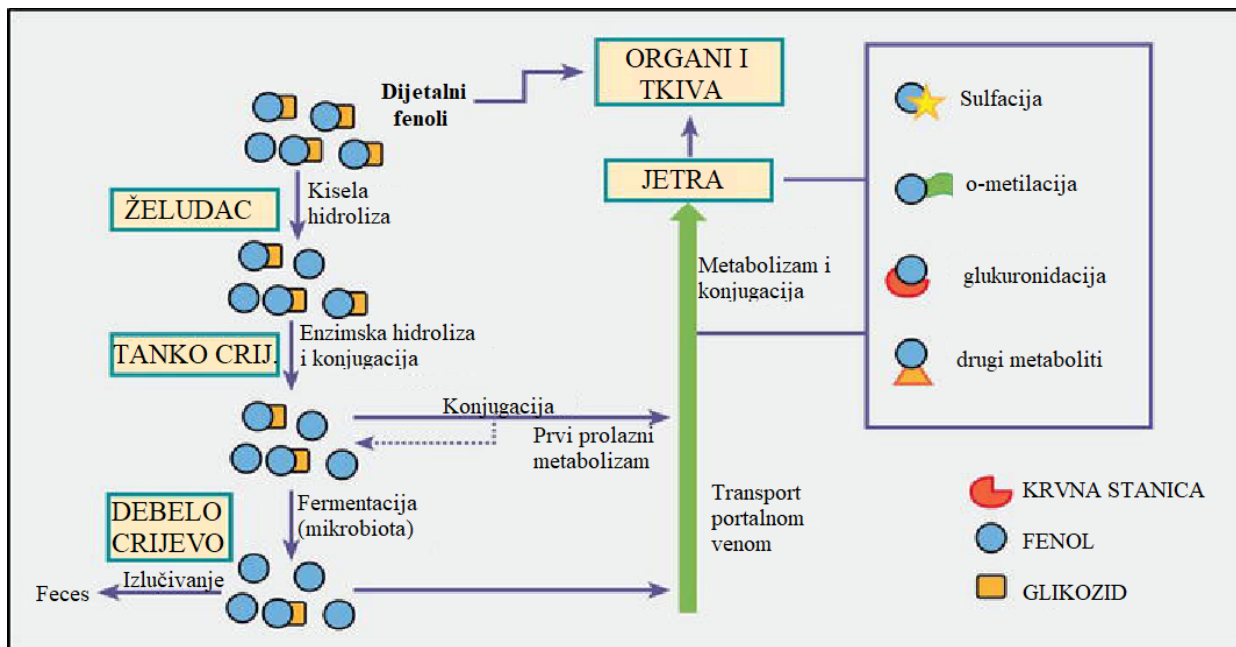 Dijetalni
fenoli
ORGANI I
TKIVA
Kisela
hidroliza
ŽELUDAC
JETRA
Enzimska hidroliza
i konjugacija
TANKO CRIJ.
Metabolizam i
konjugacija
Konjugacija
Prvi prolazni
metabolizam
DEBELO
CRIJEVO
Fermentacija
(mikrobiota)
Transport
portalnom
venom
Feces
Izlučivanje
Sulfacija
o-metilacija
glukuronidacija
drugi metaboliti
KRVNA STANICA
FENOL
GLIKOZID